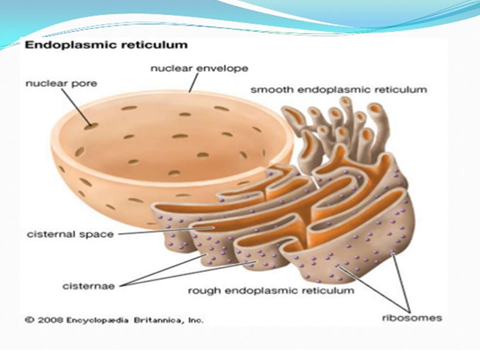 Endoplasmic reticulum
nuclear envelope
nuclear pore
smooth endoplasmic reticulum
cisternal space
cisternae
rough endoplasmic reticulum
ribosomes
© 2008 Encyclopædia Britannica, Inc.